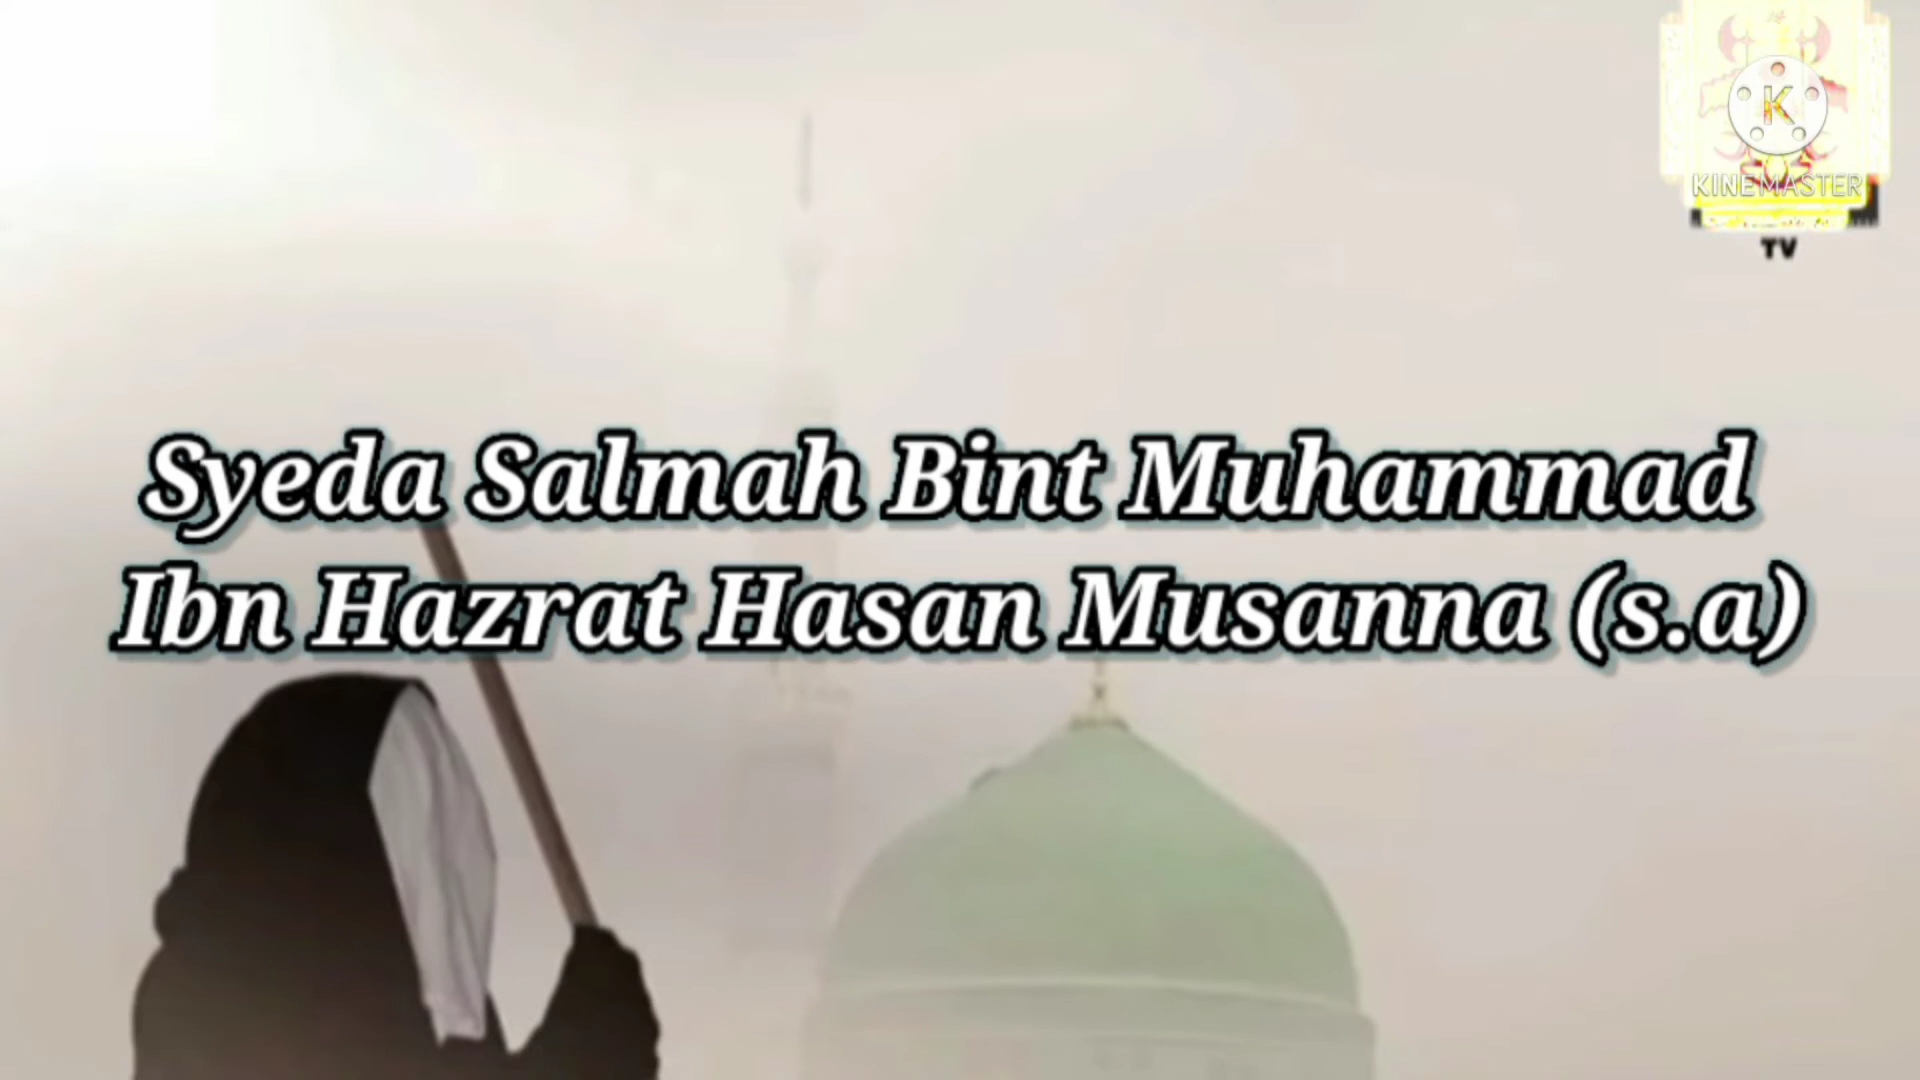 K
KINEMASTER
TV
Syeda Salmah Bint Muhammad
Ibn Hazrat Hasan Musanna (s.a)